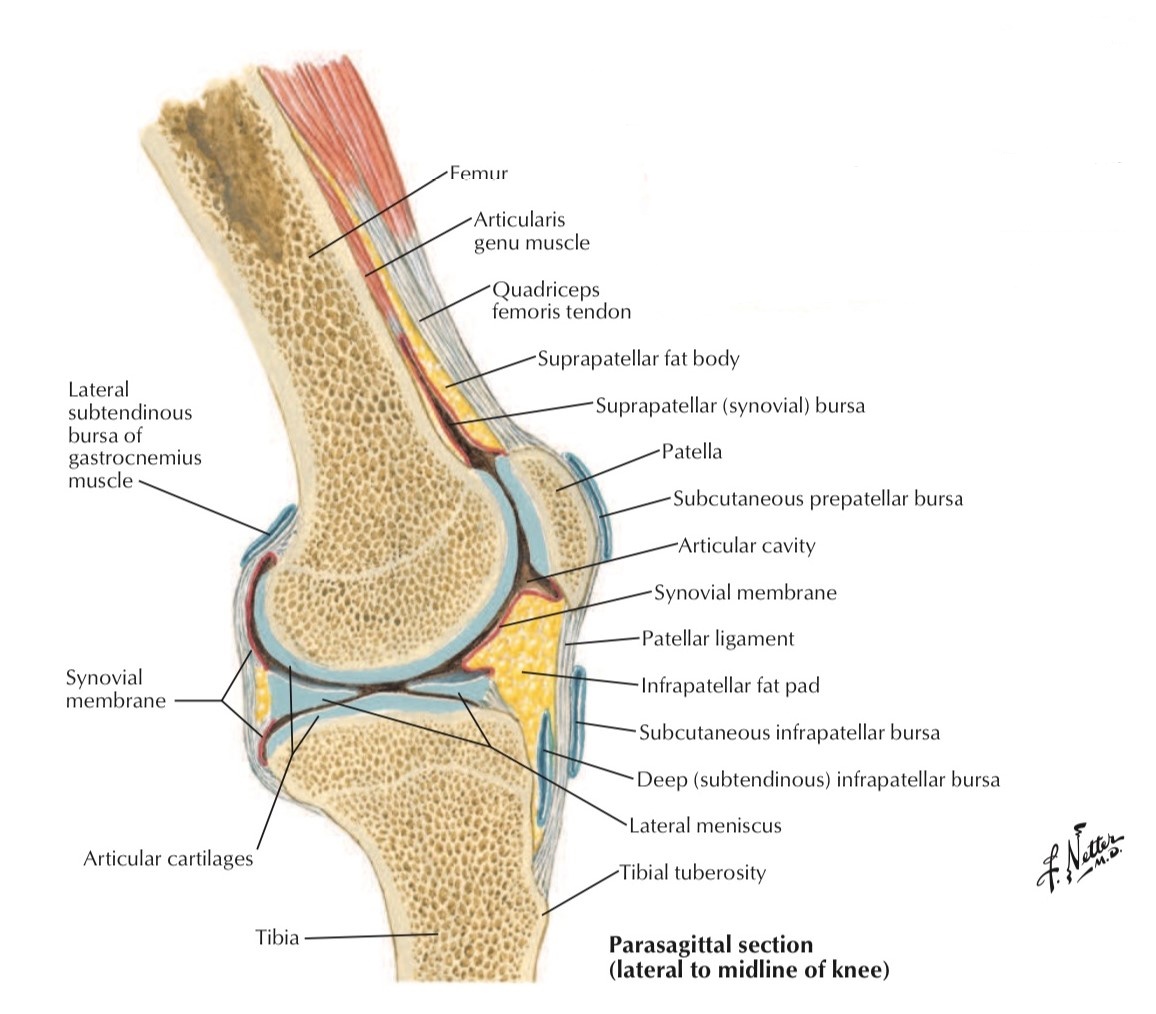 Femur
Articularis
genu muscle
Quadriceps
femoris tendon
Suprapatellar fat body
Suprapatellar (synovial) bursa
Patella
Subcutaneous prepatellar bursa
Articular cavity
Synovial membrane
Patellar ligament
Infrapatellar fat pad
Subcutaneous infrapatellar bursa
Deep (subtendinous) infrapatellar bursa
Lateral meniscus
Tibial tuberosity
Lateral
subtendinous
bursa of
gastrocnemius
muscle
Synovial
membrane
Articular cartilages
Tibia
Parasagittal section
(lateral to midline of knee)
F. Netter
M.D.